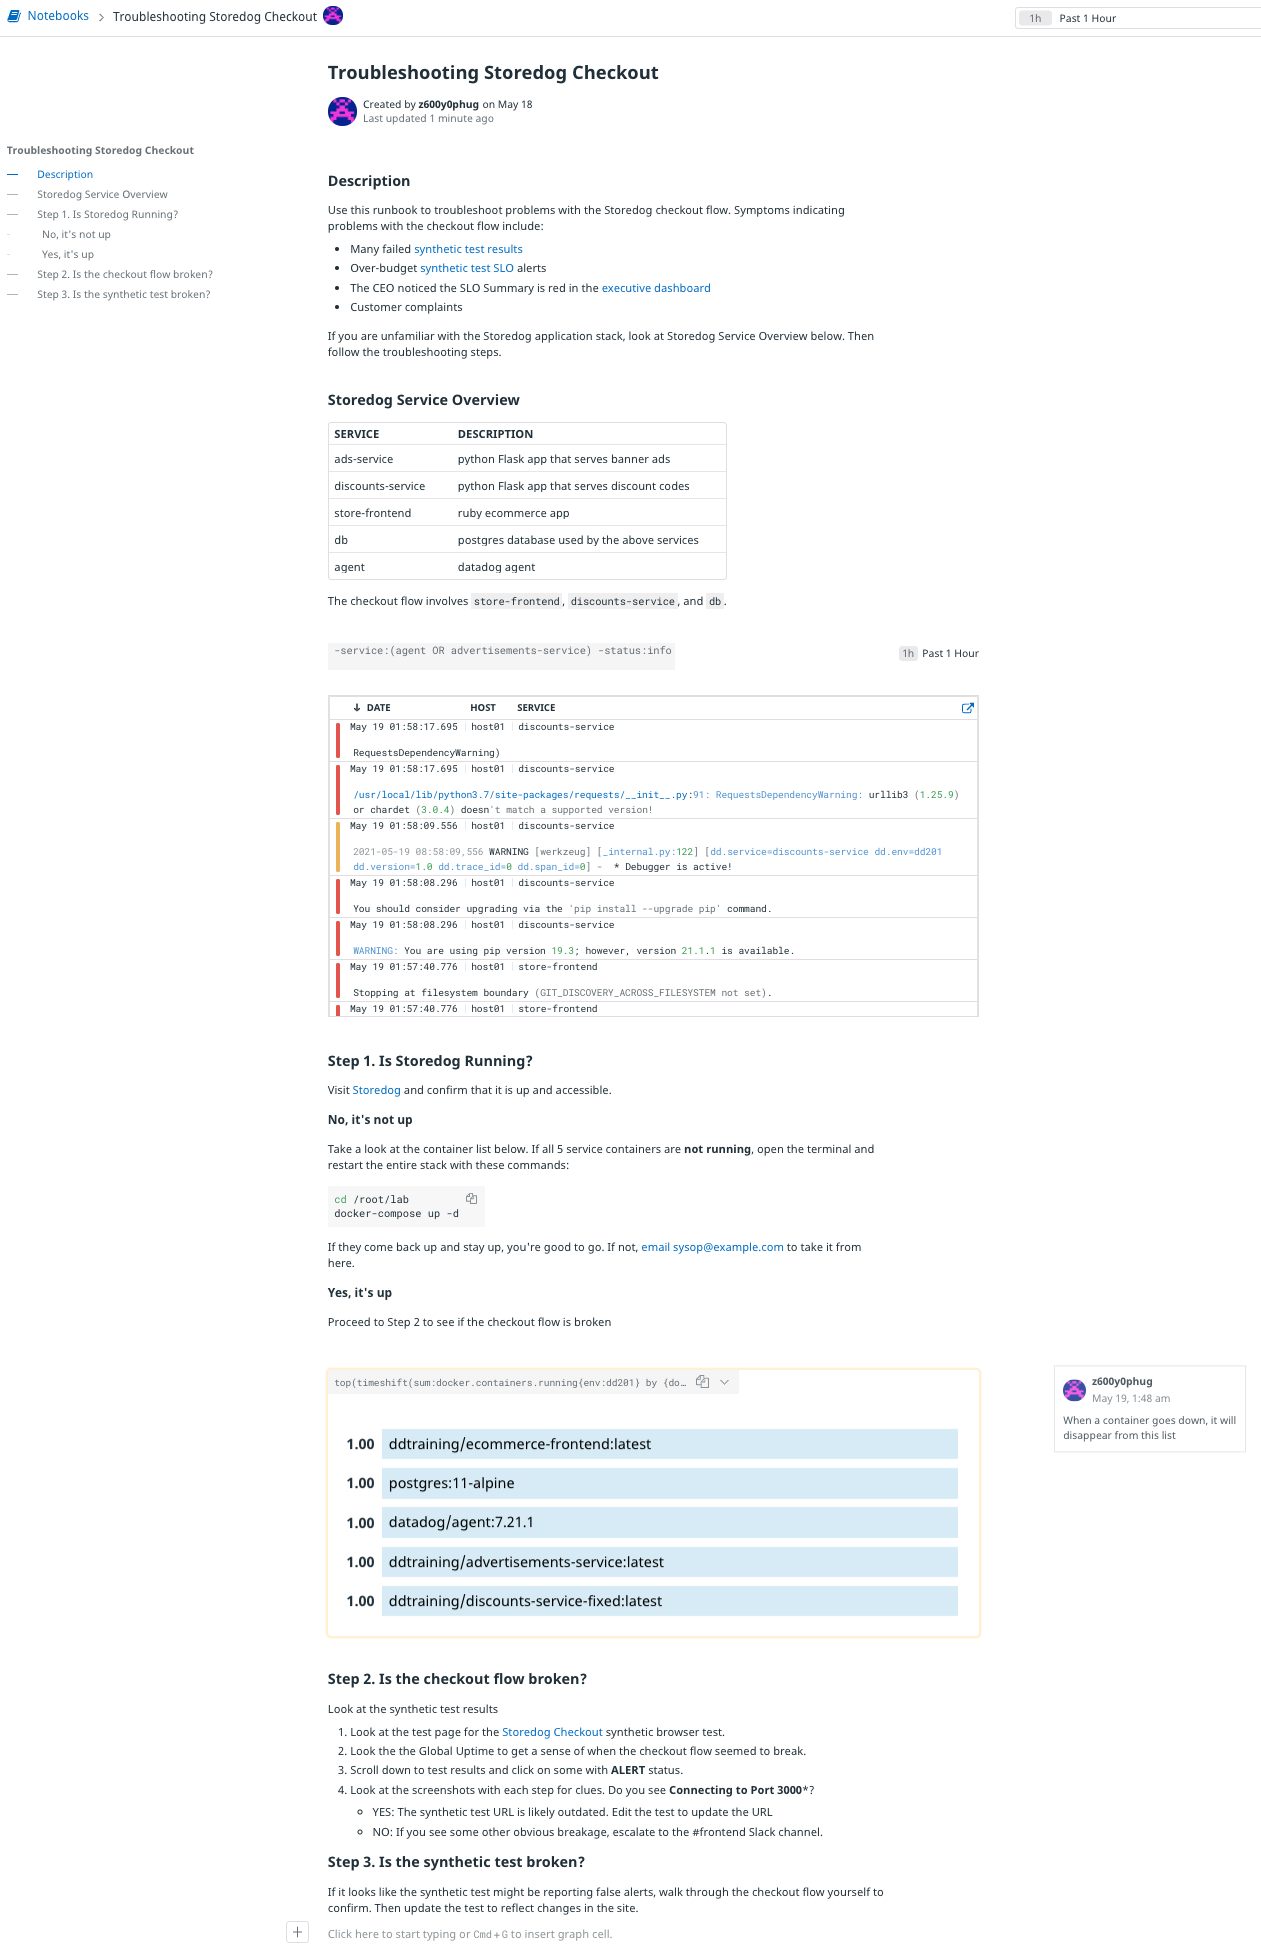 Notebooks > Troubleshooting Storedog Checkout
1h Past 1 Hour
Troubleshooting Storedog Checkout
Created by z600y0phug on May 18
Last updated 1 minute ago
Troubleshooting Storedog Checkout
Description
Storedog Service Overview
Step 1. Is Storedog Running?
No, it's not up
Yes, it's up
Step 2. Is the checkout flow broken?
Step 3. Is the synthetic test broken?
Description
Use this runbook to troubleshoot problems with the Storedog checkout flow. Symptoms indicating
problems with the checkout flow include:
• Many failed synthetic test results
• Over-budget synthetic test SLO alerts
• The CEO noticed the SLO Summary is red in the executive dashboard
• Customer complaints
If you are unfamiliar with the Storedog application stack, look at Storedog Service Overview below. Then
follow the troubleshooting steps.
Storedog Service Overview
SERVICE DESCRIPTION
ads-service python Flask app that serves banner ads
discounts-service python Flask app that serves discount codes
store-frontend ruby ecommerce app
db postgres database used by the above services
agent datadog agent
The checkout flow involves store-frontend, discounts-service, and db.
-service:(agent OR advertisements-service) -status:info
1h Past 1 Hour
↓ DATE HOST SERVICE
May 19 01:58:17.695 host01 discounts-service
RequestsDependencyWarning)
May 19 01:58:17.695 host01 discounts-service
/usr/local/lib/python3.7/site-packages/requests/__init__.py:91: RequestsDependencyWarning: urllib3 (1.25.9)
or chardet (3.0.4) doesn't match a supported version!
May 19 01:58:09.556 host01 discounts-service
2021-05-19 08:58:09,556 WARNING [werkzeug] [_internal.py:122] [dd.service=discounts-service dd.env=dd201
dd.version=1.0 dd.trace_id=0 dd.span_id=0] - * Debugger is active!
May 19 01:58:08.296 host01 discounts-service
You should consider upgrading via the 'pip install --upgrade pip' command.
May 19 01:58:08.296 host01 discounts-service
WARNING: You are using pip version 19.3; however, version 21.1.1 is available.
May 19 01:57:40.776 host01 store-frontend
Stopping at filesystem boundary (GIT_DISCOVERY_ACROSS_FILESYSTEM not set).
May 19 01:57:40.776 host01 store-frontend
Step 1. Is Storedog Running?
Visit Storedog and confirm that it is up and accessible.
No, it's not up
Take a look at the container list below. If all 5 service containers are not running, open the terminal and
restart the entire stack with these commands:
cd /root/lab
docker-compose up -d
If they come back up and stay up, you're good to go. If not, email sysop@example.com to take it from
here.
Yes, it's up
Proceed to Step 2 to see if the checkout flow is broken
top(timeshift(sum:docker.containers.running{env:dd201} by {do…
1.00 ddtraining/ecommerce-frontend:latest
1.00 postgres:11-alpine
1.00 datadog/agent:7.21.1
1.00 ddtraining/advertisements-service:latest
1.00 ddtraining/discounts-service-fixed:latest
z600y0phug
May 19, 1:48 am
When a container goes down, it will
disappear from this list
Step 2. Is the checkout flow broken?
Look at the synthetic test results
1. Look at the test page for the Storedog Checkout synthetic browser test.
2. Look the the Global Uptime to get a sense of when the checkout flow seemed to break.
3. Scroll down to test results and click on some with ALERT status.
4. Look at the screenshots with each step for clues. Do you see Connecting to Port 3000*?
YES: The synthetic test URL is likely outdated. Edit the test to update the URL
NO: If you see some other obvious breakage, escalate to the #frontend Slack channel.
Step 3. Is the synthetic test broken?
If it looks like the synthetic test might be reporting false alerts, walk through the checkout flow yourself to
confirm. Then update the test to reflect changes in the site.
Click here to start typing or Cmd+G to insert graph cell.